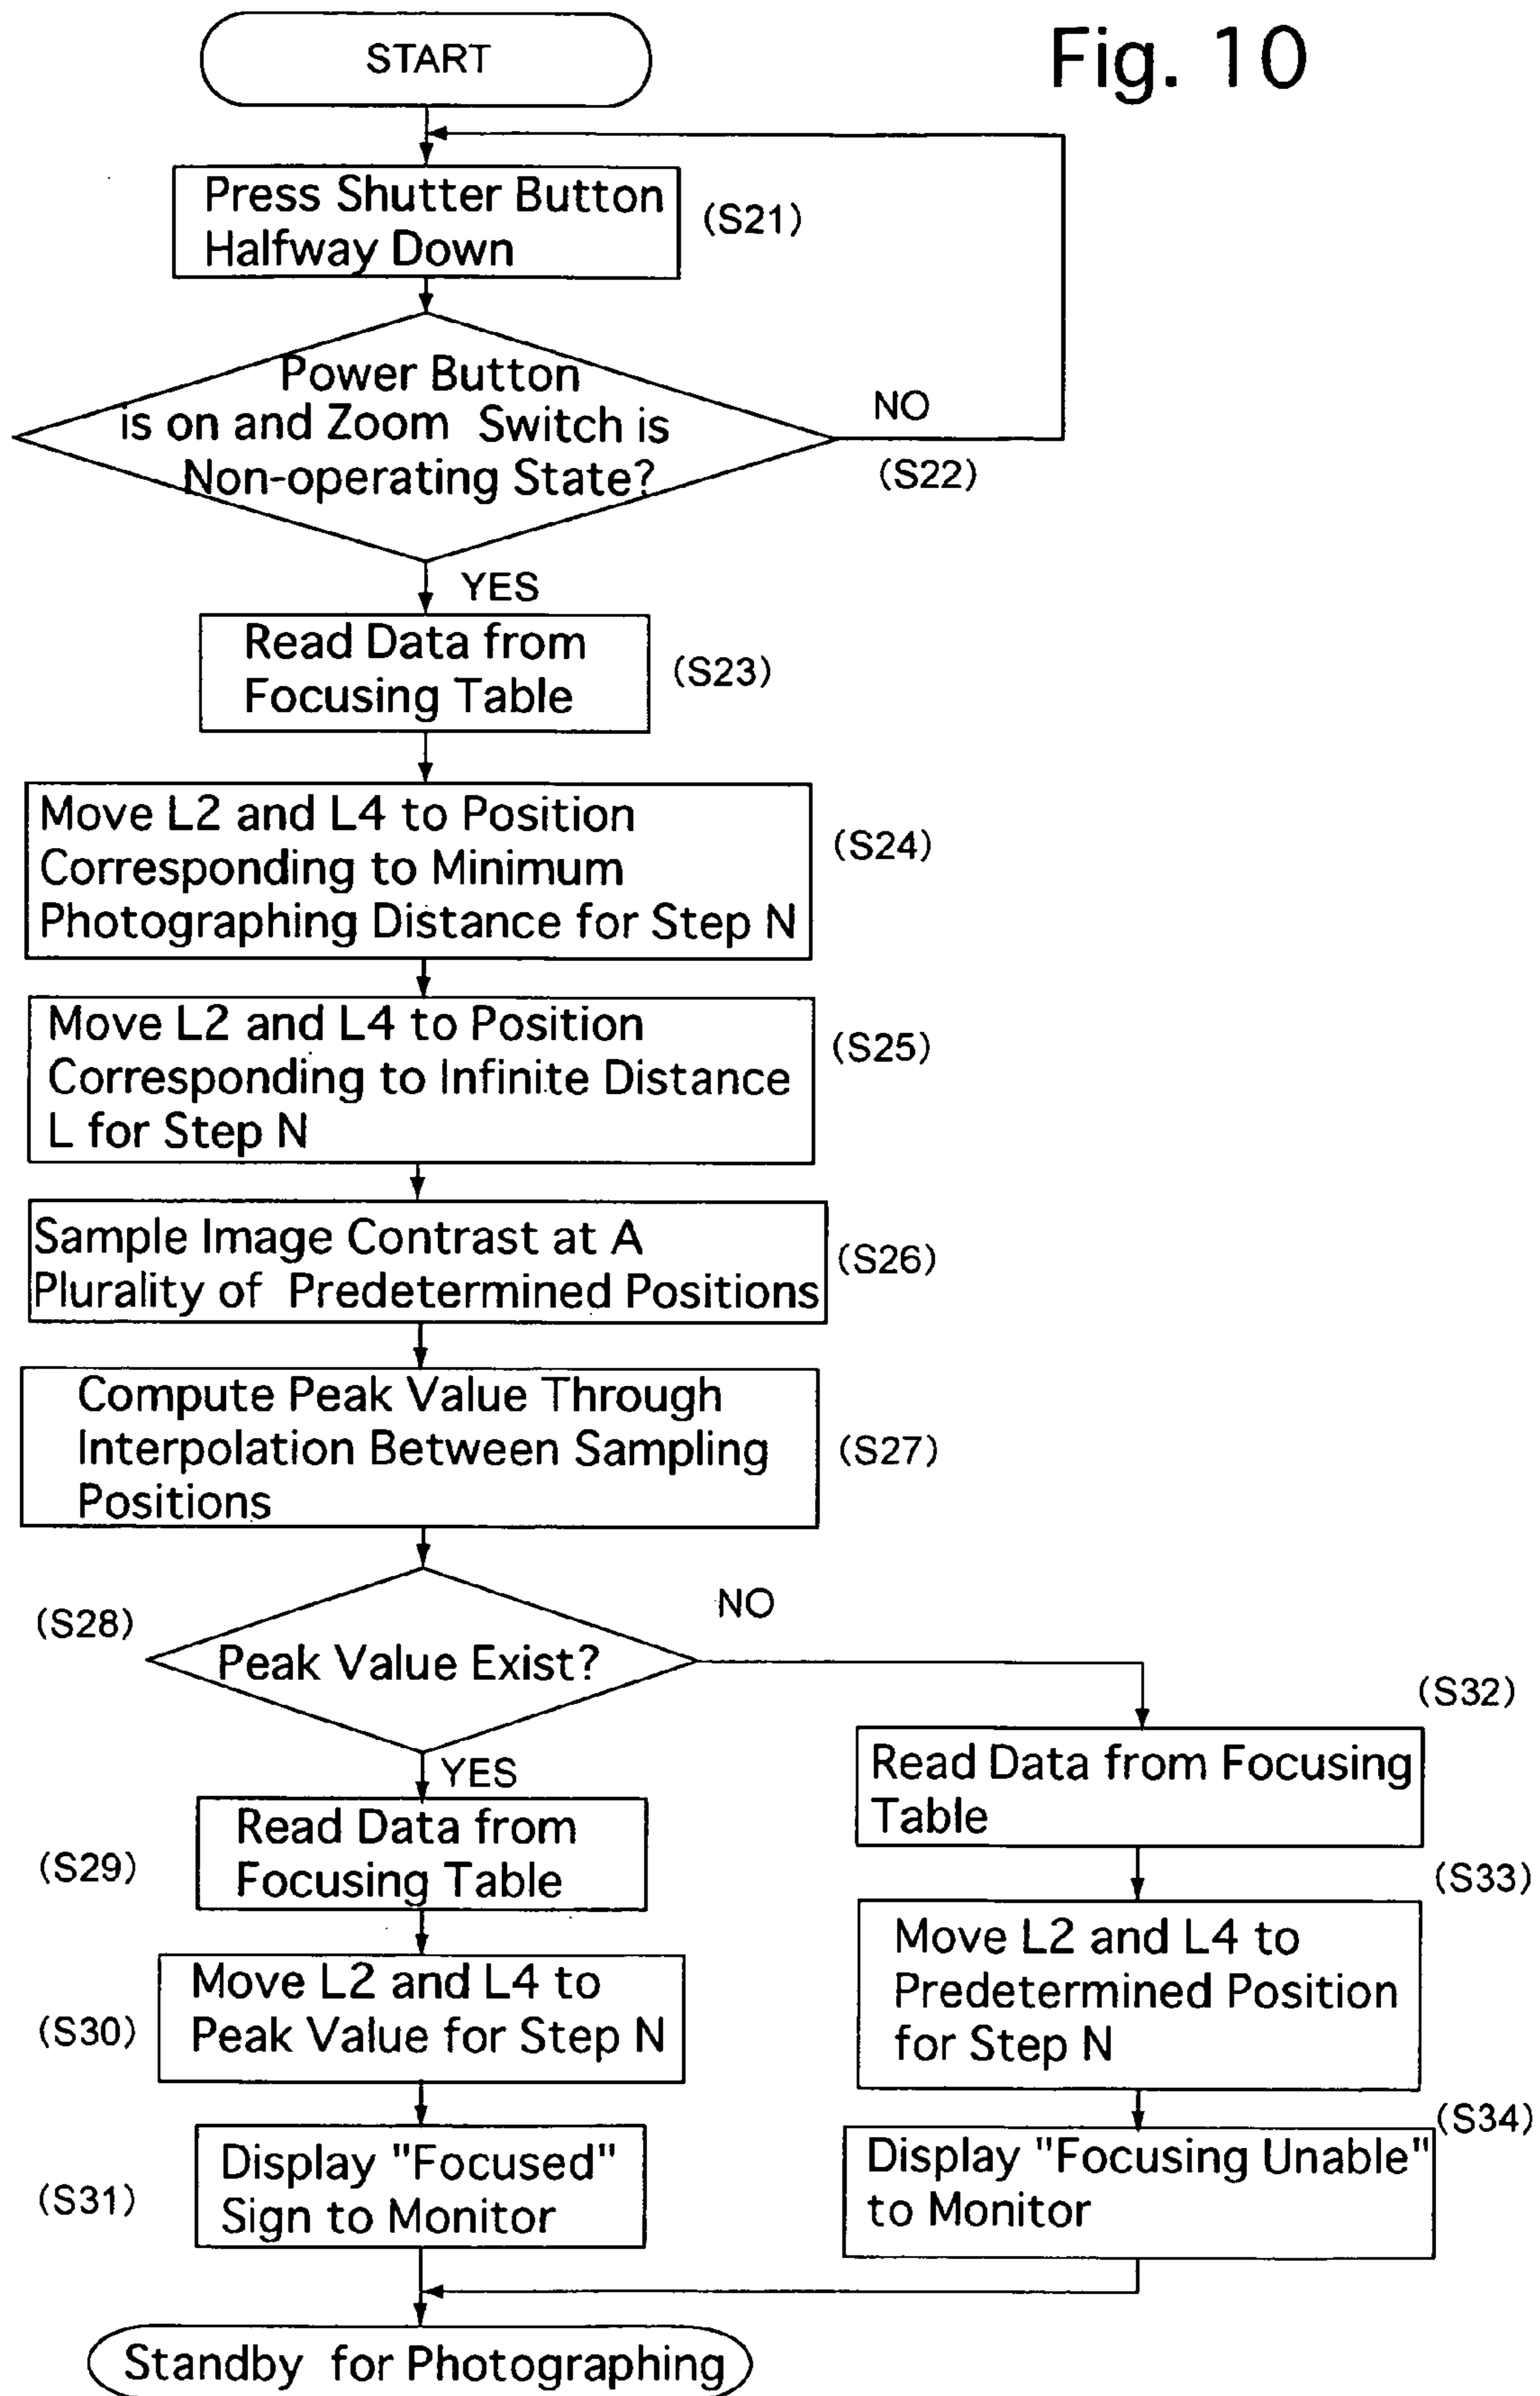 Fig. 10
START
Press Shutter Button
Halfway Down
(S21)
Power Button
is on and Zoom Switch is
Non-operating State?
NO
(S22)
YES
Read Data from
Focusing Table
(S23)
Move L2 and L4 to Position
Corresponding to Minimum
Photographing Distance for Step N
(S24)
Move L2 and L4 to Position
Corresponding to Infinite Distance
L for Step N
(S25)
Sample Image Contrast at A
Plurality of Predetermined Positions
(S26)
Compute Peak Value Through
Interpolation Between Sampling
Positions
(S27)
(S28)
Peak Value Exist?
NO
YES
(S29)
Read Data from
Focusing Table
(S30)
Move L2 and L4 to
Peak Value for Step N
(S31)
Display "Focused"
Sign to Monitor
(S32)
Read Data from Focusing
Table
(S33)
Move L2 and L4 to
Predetermined Position
for Step N
(S34)
Display "Focusing Unable"
to Monitor
Standby for Photographing